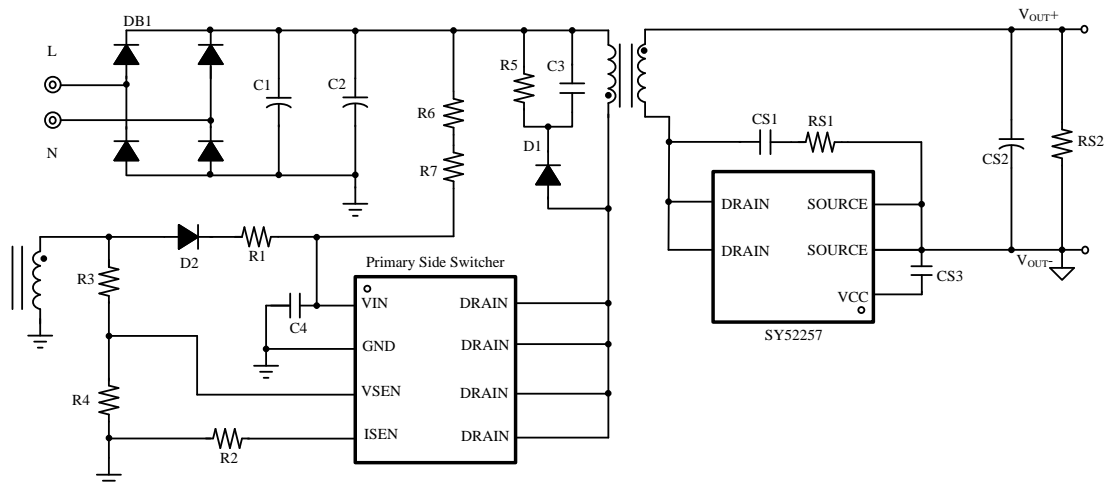 DB1
VOUT+
L
N
C1
C2
R6
R7
R5
C3
D1
CS1
RS1
CS2
RS2
DRAIN
SOURCE
DRAIN
SOURCE
VOUT-
VCC
CS3
SY52257
D2
R1
R3
R4
R2
C4
Primary Side Switcher
VIN
DRAIN
GND
DRAIN
VSEN
DRAIN
ISEN
DRAIN